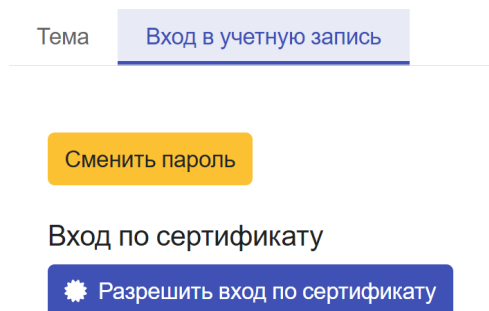 Тема Вход в учетную запись
Сменить пароль
Вход по сертификату
Разрешить вход по сертификату